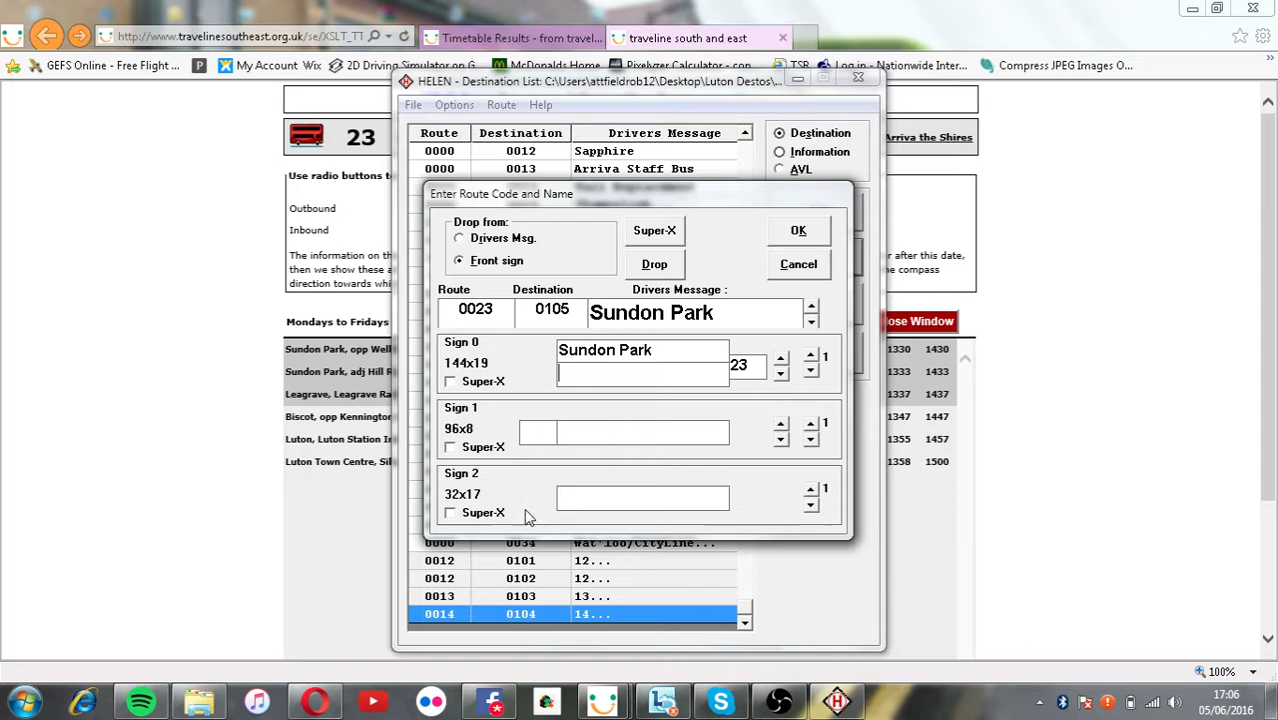 http://www.travelinesoutheast.org.uk/se/XSLT_TT
Timetable Results - from travel...
traveline south and east
GEFS Online - Free Flight ...
P
My Account
Wix
2D Driving Simulator on G...
McDonalds Home
Pixelyzer Calculator - con...
TSR
Log in - Nationwide Inter...
Compress JPEG Images O...
HELEN - Destination List: C:\Users\attfieldrob12\Desktop\Luton Destos\...
File Options Route Help
23
Arriva the Shires
Route Destination Drivers Message
0000 0012 Sapphire
0000 0013 Arriva Staff Bus
Destination
Information
AVL
Use radio buttons to
Outbound
Inbound
The information on th
then we show these a
direction towards whi
r after this date,
he compass
Enter Route Code and Name
Drop from:
Drivers Msg.
Front sign
Super-X
Drop
OK
Cancel
Route Destination Drivers Message :
0023 0105 Sundon Park
Sign 0
144x19
Super-X
Sundon Park
23
1
Sign 1
96x8
Super-X
1
Sign 2
32x17
Super-X
1
Mondays to Fridays
lose Window
Sundon Park, opp Well 1330 1430
Sundon Park, adj Hill R 1333 1433
Leagrave, Leagrave Ra 1337 1437
Biscot, opp Kennington 1347 1447
Luton, Luton Station In 1355 1457
Luton Town Centre, Sil 1358 1500
0000 0034 Wat'loo/CityLine...
0012 0101 12...
0012 0102 12...
0013 0103 13...
0014 0104 14...
100%
17:06
05/06/2016